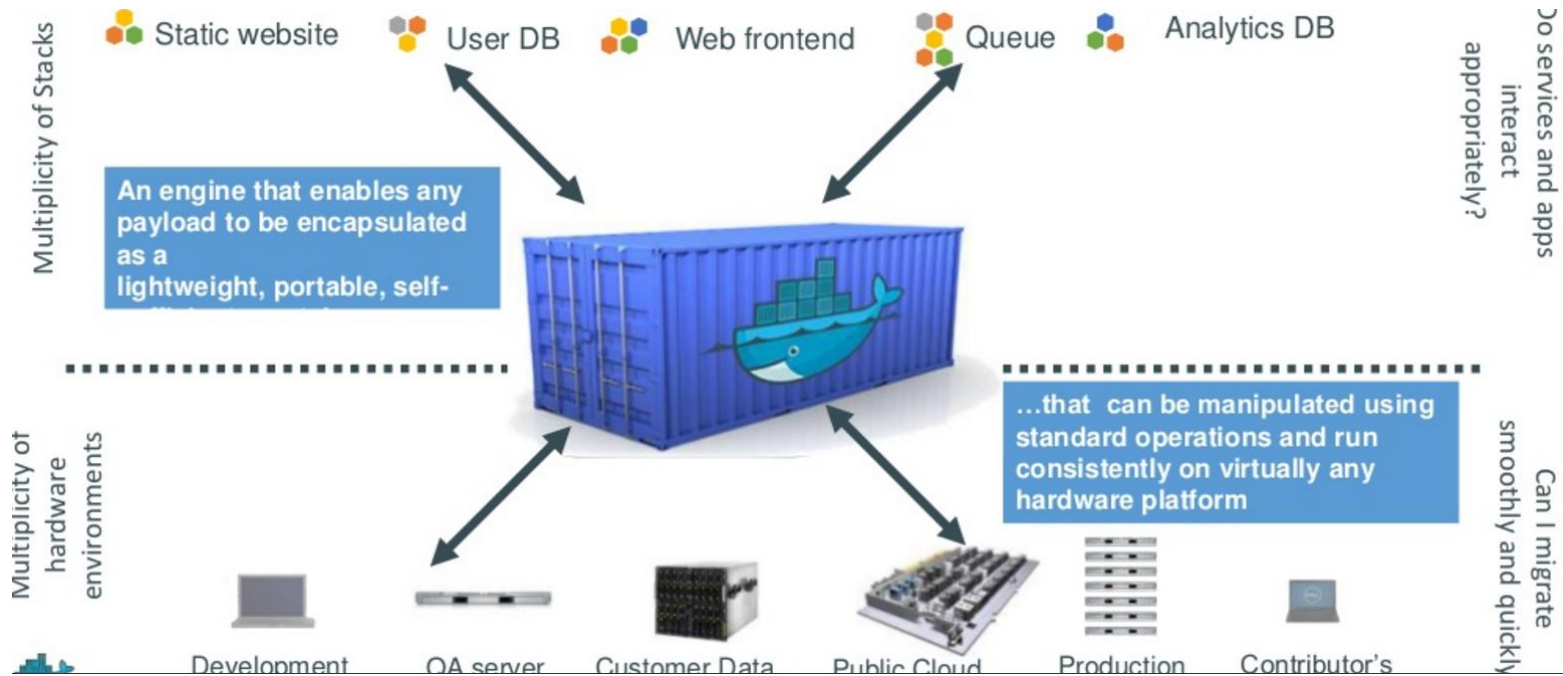 Static website
User DB
Web frontend
Queue
Analytics DB
Multiplicity of Stacks
Do services and apps
interact
appropriately?
An engine that enables any
payload to be encapsulated
as a
lightweight, portable, self-
…that can be manipulated using
standard operations and run
consistently on virtually any
hardware platform
Multiplicity of
hardware
environments
Can I migrate
smoothly and quickly
Development
QA server
Customer Data
Public Cloud
Production
Contributor's